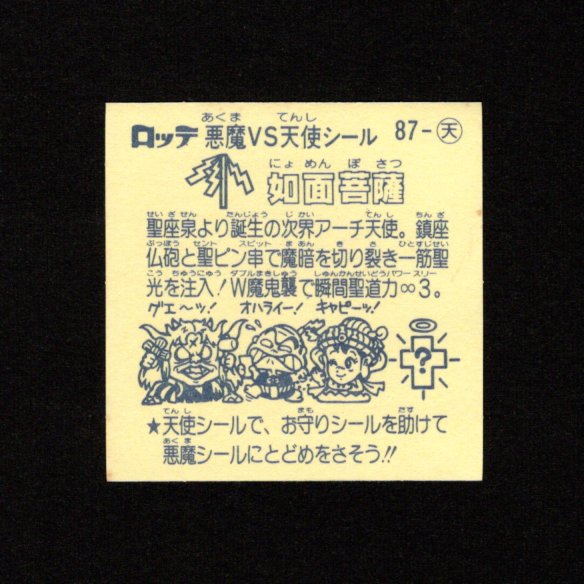 あくま てんし
ロッテ 悪魔VS天使シール 87-天
にょ めん ぼ さつ
如面菩薩
せい ざ せん たんじょう じ かい てん し ちん ざ
聖座泉より誕生の次界アーチ天使。鎮座
ぶっぽう セント スピット ま あん き さ ひとすじせい
仏砲と聖ピン串で魔暗を切り裂き一筋聖
こう ちゅうにゅう ダブルまきしゅう しゅんかんせいどうパワー スリー
光を注入!W魔鬼襲で瞬間聖道力∞3。
ゲェ〜ッ! オハライー! キャピーッ!
?
てん し まも たす
★天使シールで、お守りシールを助けて
あく ま
悪魔シールにとどめをさそう!!